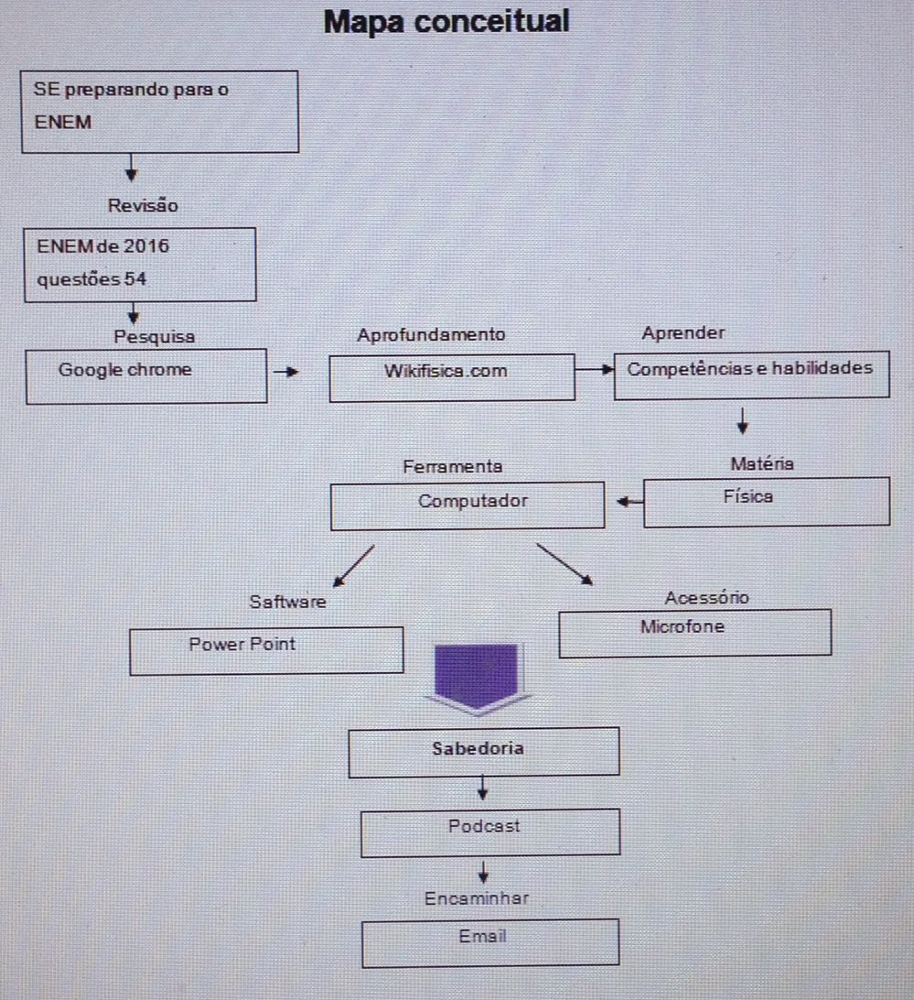 Mapa conceitual
SE preparando para o
ENEM
Revisão
ENEM de 2016
questões 54
Pesquisa
Google chrome
Aprofundamento
Wikifisica.com
Aprender
Competências e habilidades
Matéria
Física
Ferramenta
Computador
Saftware
Power Point
Acessório
Microfone
Sabedoria
Podcast
Encaminhar
Email